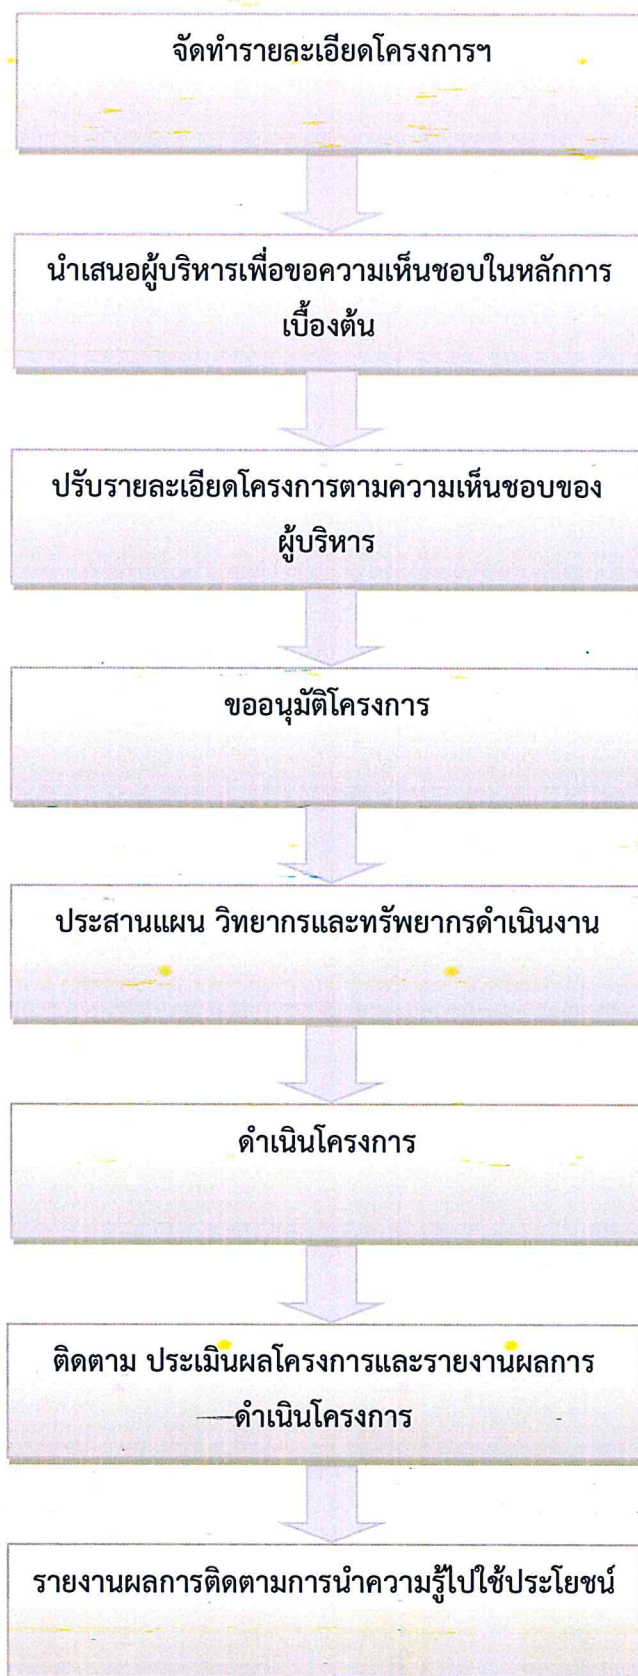 จัดทำรายละเอียดโครงการฯ
นำเสนอผู้บริหารเพื่อขอความเห็นชอบในหลักการ
เบื้องต้น
ปรับรายละเอียดโครงการตามความเห็นชอบของ
ผู้บริหาร
ขออนุมัติโครงการ
ประสานแผน วิทยากรและทรัพยากรดำเนินงาน
ดำเนินโครงการ
ติดตาม ประเมินผลโครงการและรายงานผลการ
ดำเนินโครงการ
รายงานผลการติดตามการนำความรู้ไปใช้ประโยชน์